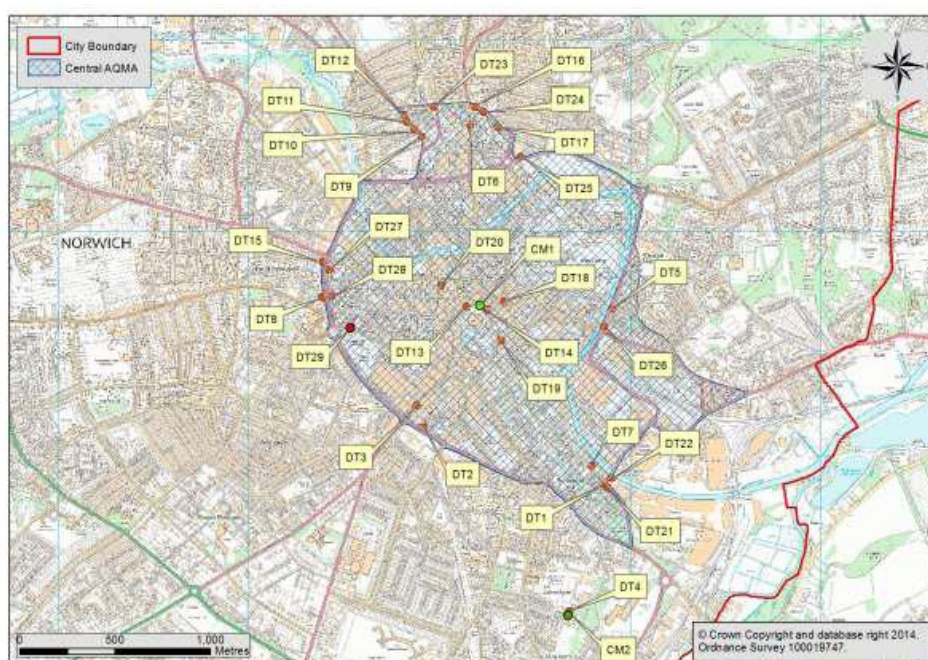 City Boundary
Central AQMA
DT12
DT23
DT16
DT11
DT24
DT10
DT17
DT9
DT6
DT25
NORWICH
DT15
DT27
DT20
CM1
DT28
DT18
DT5
DT8
DT29
DT13
DT14
DT19
DT26
DT3
DT2
DT7
DT22
DT1
DT21
DT4
CM2
0 500 1,000
Metres
© Crown Copyright and database right 2014.
Ordnance Survey 100019747.